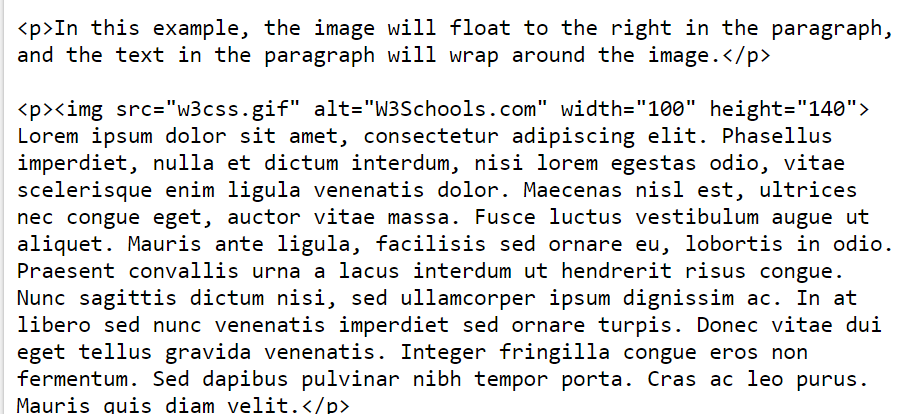 <p>In this example, the image will float to the right in the paragraph,
and the text in the paragraph will wrap around the image.</p>
<p><img src="w3css.gif" alt="W3Schools.com" width="100" height="140">
Lorem ipsum dolor sit amet, consectetur adipiscing elit. Phasellus
imperdiet, nulla et dictum interdum, nisi lorem egestas odio, vitae
scelerisque enim ligula venenatis dolor. Maecenas nisl est, ultrices
nec congue eget, auctor vitae massa. Fusce luctus vestibulum augue ut
aliquet. Mauris ante ligula, facilisis sed ornare eu, lobortis in odio.
Praesent convallis urna a lacus interdum ut hendrerit risus congue.
Nunc sagittis dictum nisi, sed ullamcorper ipsum dignissim ac. In at
libero sed nunc venenatis imperdiet sed ornare turpis. Donec vitae dui
eget tellus gravida venenatis. Integer fringilla congue eros non
fermentum. Sed dapibus pulvinar nibh tempor porta. Cras ac leo purus.
Mauris quis diam velit.</p>